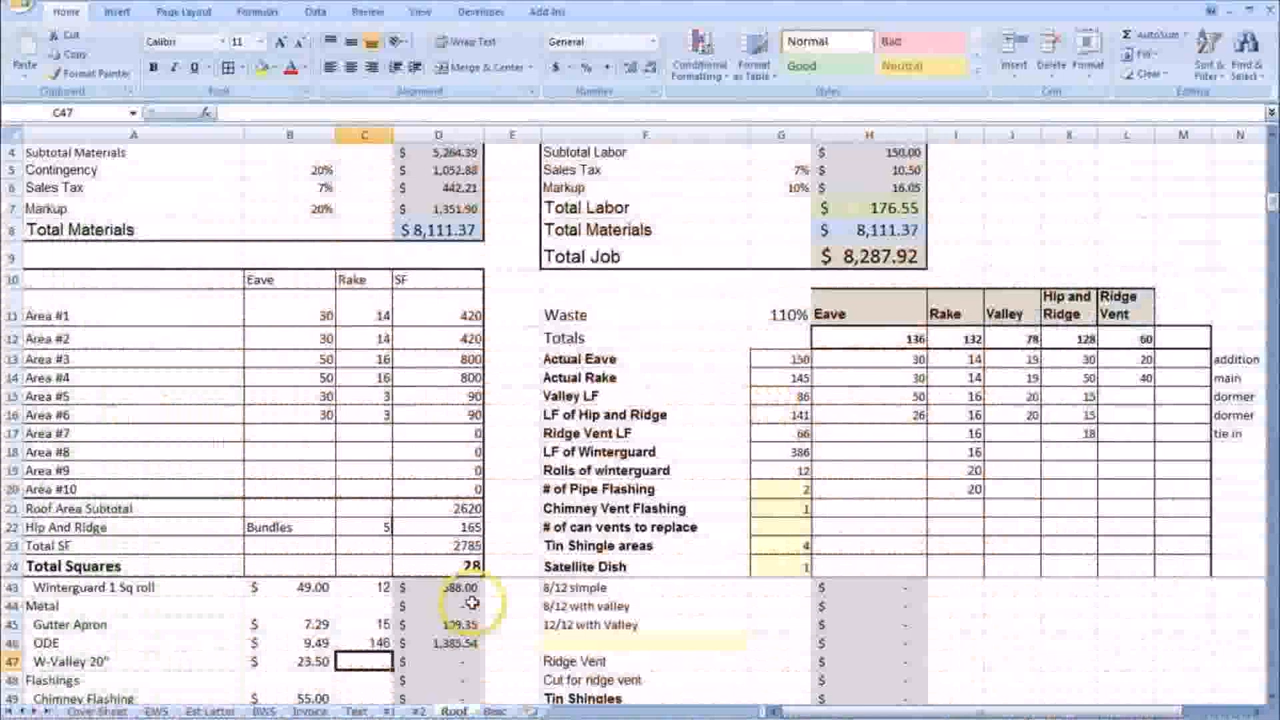 Home Insert Page Layout Formulas Data Review View Developer Add-Ins
Cut
Copy
Format Painter
Paste
Clipboard
Calibri 11
B I U
Wrap Text
Merge & Center
Alignment
General
$ %
Number
Conditional Formatting
Format as Table
Normal Bad
Good Neutral
Styles
Insert Delete Format
Cells
AutoSum
Fill
Clear
Sort & Filter
Find & Select
Editing
C47 fx
A B C D E F G H I J K L M N
4 Subtotal Materials $ 5,264.39 Subtotal Labor $ 150.00
5 Contingency 20% $ 1,052.88 Sales Tax 7% $ 10.50
6 Sales Tax 7% $ 442.21 Markup 10% $ 16.05
7 Markup 20% $ 1,351.90 Total Labor $ 176.55
8 Total Materials $ 8,111.37 Total Materials $ 8,111.37
9 Total Job $ 8,287.92
10 Eave Rake SF
11 Area #1 30 14 420 Waste 110% Eave Rake Valley Hip and Ridge Ridge Vent
12 Area #2 30 14 420 Totals 136 132 78 128 60
13 Area #3 50 16 800 Actual Eave 150 30 14 19 30 20 addition
14 Area #4 50 16 800 Actual Rake 145 30 14 19 50 40 main
15 Area #5 30 3 90 Valley LF 86 50 16 20 15 dormer
16 Area #6 30 3 90 LF of Hip and Ridge 141 26 16 20 15 dormer
17 Area #7 0 Ridge Vent LF 66 16 18 tie in
18 Area #8 0 LF of Winterguard 386 16
19 Area #9 0 Rolls of winterguard 12 20
20 Area #10 0 # of Pipe Flashing 2 20
21 Roof Area Subtotal 2620 Chimney Vent Flashing 1
22 Hip And Ridge Bundles 5 165 # of can vents to replace
23 Total SF 2785 Tin Shingle areas 4
24 Total Squares 28 Satellite Dish 1
43 Winterguard 1 Sq roll $ 49.00 12 $ 588.00 8/12 simple $ -
44 Metal $ - 8/12 with valley $ -
45 Gutter Apron $ 7.29 15 $ 109.35 12/12 with Valley $ -
46 ODE $ 9.49 146 $ 1,385.54
47 W-Valley 20" $ 23.50 $ - Ridge Vent $ -
48 Flashings $ - Cut for ridge vent $ -
49 Chimney Flashing $ 55.00 $ - Tin Shingles $ -
Cover Sheet EWS Est Letter BWS Invoice Test #1 #2 Roof